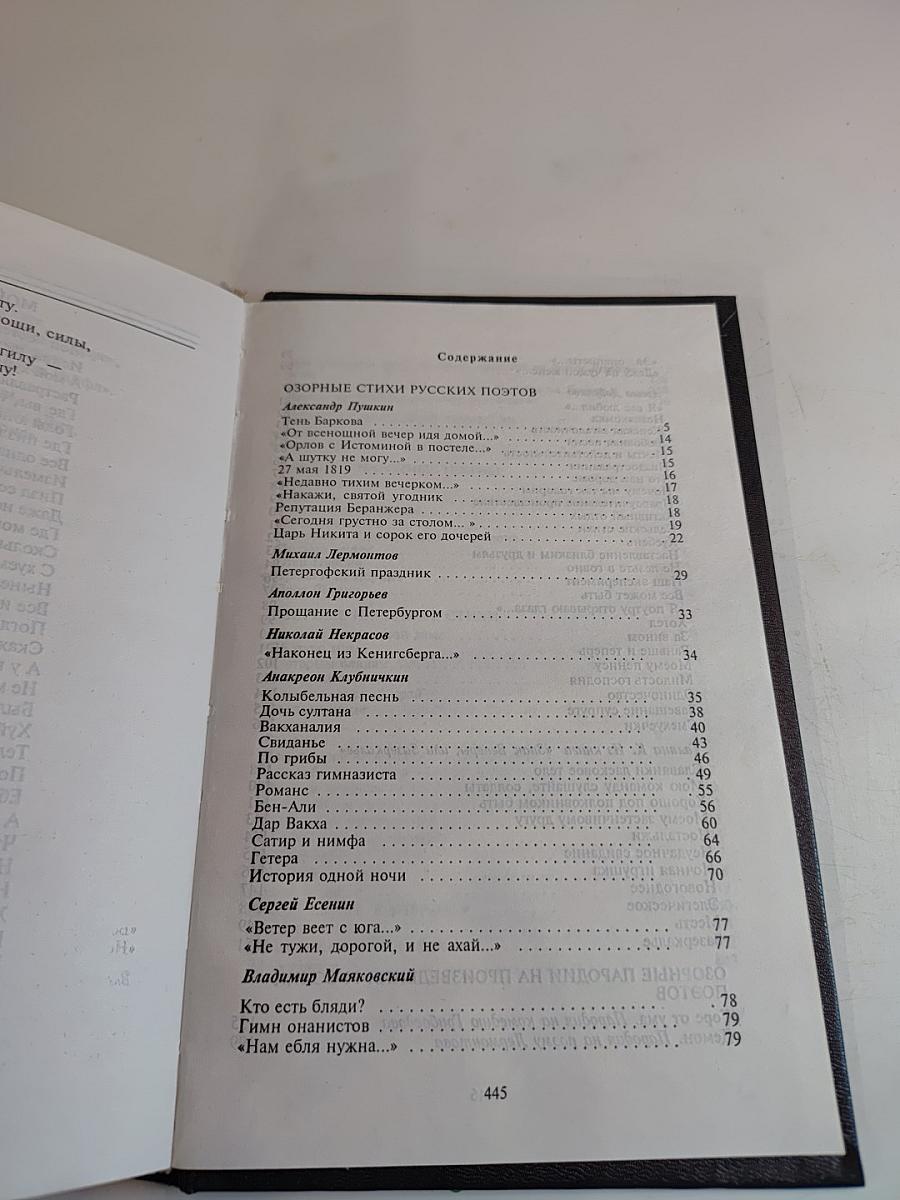 ту.
ощи, силы,
гилу —
у!
Содержание
ОЗОРНЫЕ СТИХИ РУССКИХ ПОЭТОВ
Александр Пушкин
Тень Баркова 5
«От всенощной вечер идя домой...» 14
«Орлов с Истоминой в постеле...» 15
«А шутку не могу...» 15
27 мая 1819 16
«Недавно тихим вечерком...» 17
«Накажи, святой угодник 18
Репутация Беранжера 18
«Сегодня грустно за столом... » 19
Царь Никита и сорок его дочерей 22
Михаил Лермонтов
Петергофский праздник 29
Аполлон Григорьев
Прощание с Петербургом 33
Николай Некрасов
«Наконец из Кенигсберга...» 34
Анакреон Клубничкин
Колыбельная песнь 35
Дочь султана 38
Вакханалия 40
Свиданье 43
По грибы 46
Рассказ гимназиста 49
Романс 55
Бен-Али 56
Дар Вакха 60
Сатир и нимфа 64
Гетера 66
История одной ночи 70
Сергей Есенин
«Ветер веет с юга...» 77
«Не тужи, дорогой, и не ахай...» 77
Владимир Маяковский
Кто есть бляди? 78
Гимн онанистов 79
«Нам ебля нужна...» 79
445